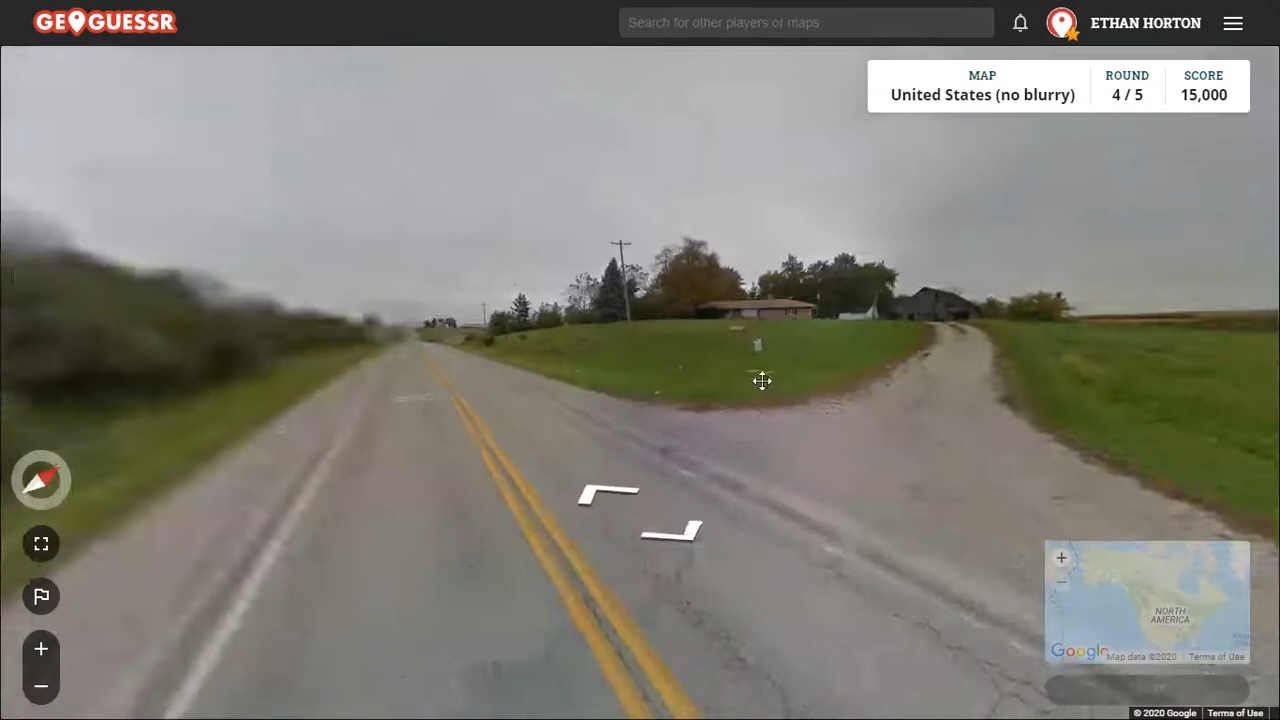 GEOGUESSR
Search for other players or maps
ETHAN HORTON
MAP
United States (no blurry)
ROUND
4 / 5
SCORE
15,000
+
−
+
−
NORTH
AMERICA
Google
Map data ©2020
Terms of Use
© 2020 Google
Terms of Use